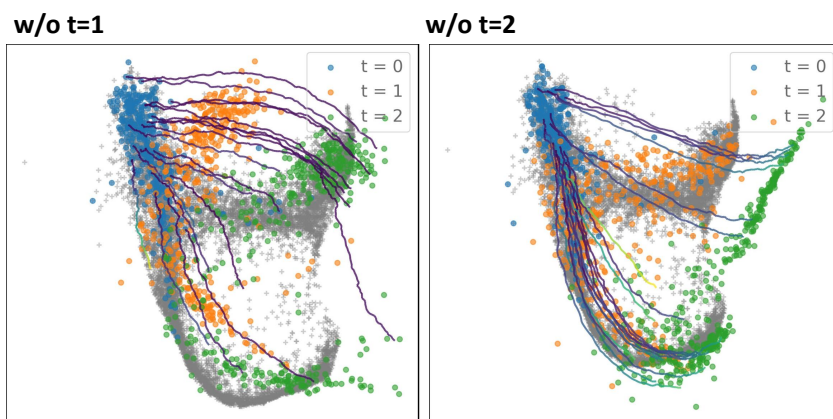 w/o t=1
t = 0
t = 1
t = 2
w/o t=2
t = 0
t = 1
t = 2